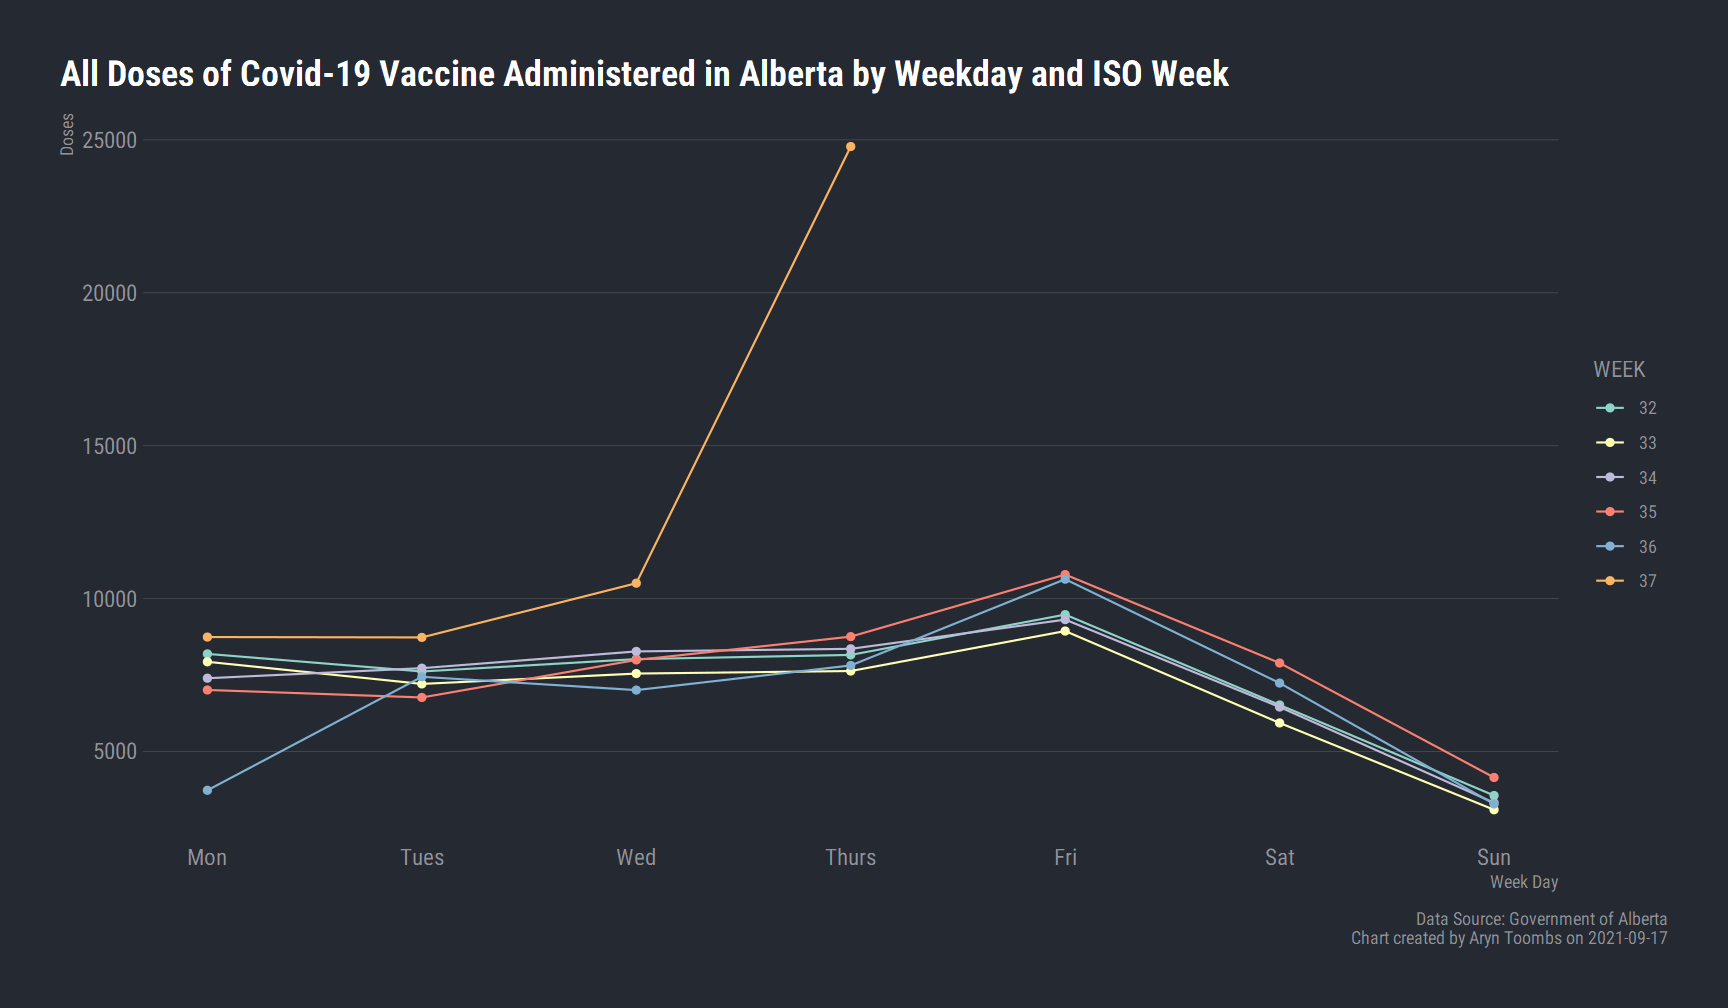 All Doses of Covid-19 Vaccine Administered in Alberta by Weekday and ISO Week
Doses
25000
20000
15000
10000
5000
Mon Tues Wed Thurs Fri Sat Sun
Week Day
WEEK
32
33
34
35
36
37
Data Source: Government of Alberta
Chart created by Aryn Toombs on 2021-09-17